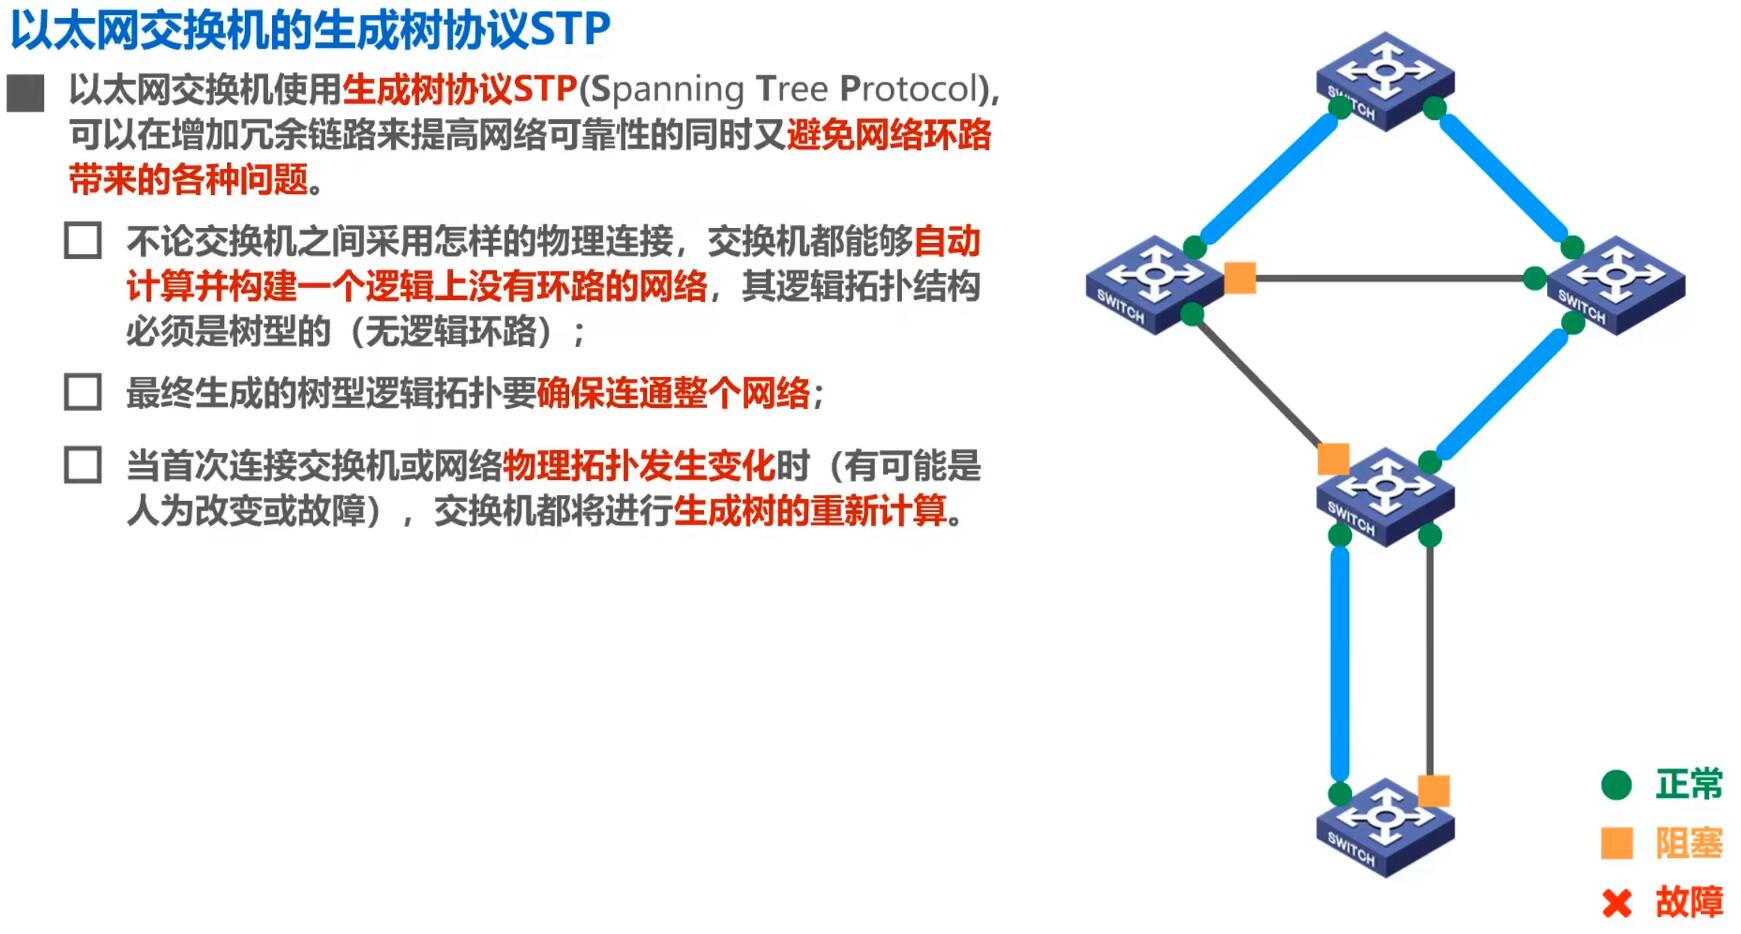 以太网交换机的生成树协议STP
以太网交换机使用生成树协议STP(Spanning Tree Protocol),
可以在增加冗余链路来提高网络可靠性的同时又避免网络环路
带来的各种问题。
不论交换机之间采用怎样的物理连接，交换机都能够自动
计算并构建一个逻辑上没有环路的网络，其逻辑拓扑结构
必须是树型的（无逻辑环路）；
最终生成的树型逻辑拓扑要确保连通整个网络；
当首次连接交换机或网络物理拓扑发生变化时（有可能是
人为改变或故障），交换机都将进行生成树的重新计算。
SWITCH
SWITCH
SWITCH
SWITCH
SWITCH
正常
阻塞
故障